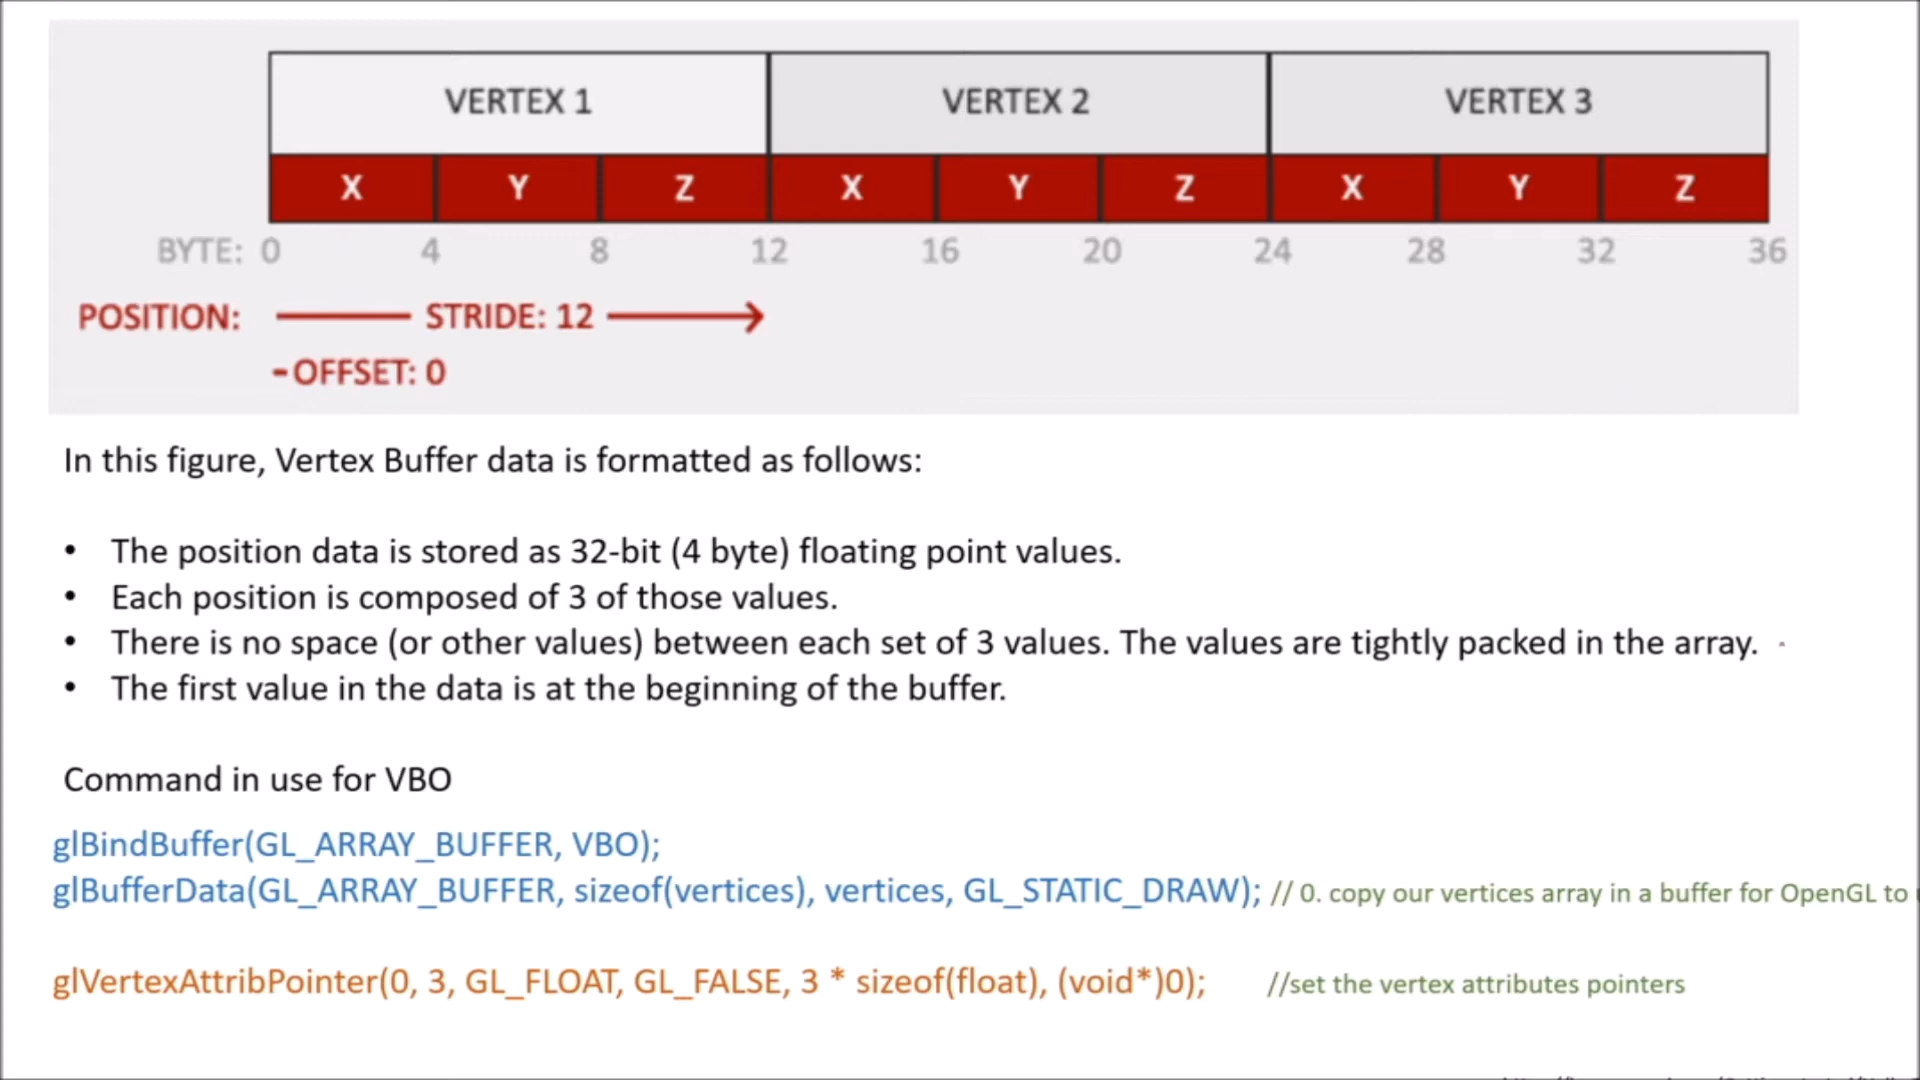 VERTEX 1 VERTEX 2 VERTEX 3
X Y Z X Y Z X Y Z
BYTE: 0 4 8 12 16 20 24 28 32 36
POSITION: STRIDE: 12
-OFFSET: 0
In this figure, Vertex Buffer data is formatted as follows:
• The position data is stored as 32-bit (4 byte) floating point values.
• Each position is composed of 3 of those values.
• There is no space (or other values) between each set of 3 values. The values are tightly packed in the array.
• The first value in the data is at the beginning of the buffer.
Command in use for VBO
glBindBuffer(GL_ARRAY_BUFFER, VBO);
glBufferData(GL_ARRAY_BUFFER, sizeof(vertices), vertices, GL_STATIC_DRAW); // 0. copy our vertices array in a buffer for OpenGL to
glVertexAttribPointer(0, 3, GL_FLOAT, GL_FALSE, 3 * sizeof(float), (void*)0); //set the vertex attributes pointers